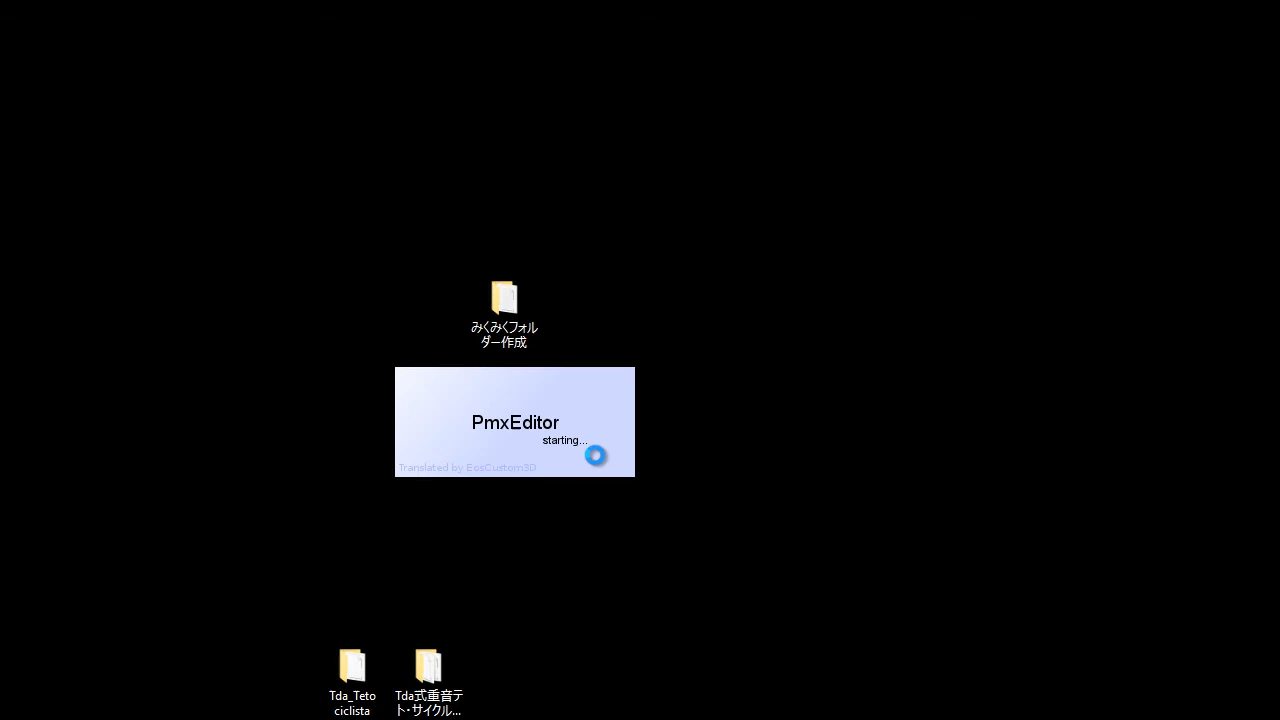 みくみくフォル
ダー作成
PmxEditor
starting...
Translated by EosCustom3D
Tda_Teto
ciclista
Tda式重音テ
ト・サイクル...